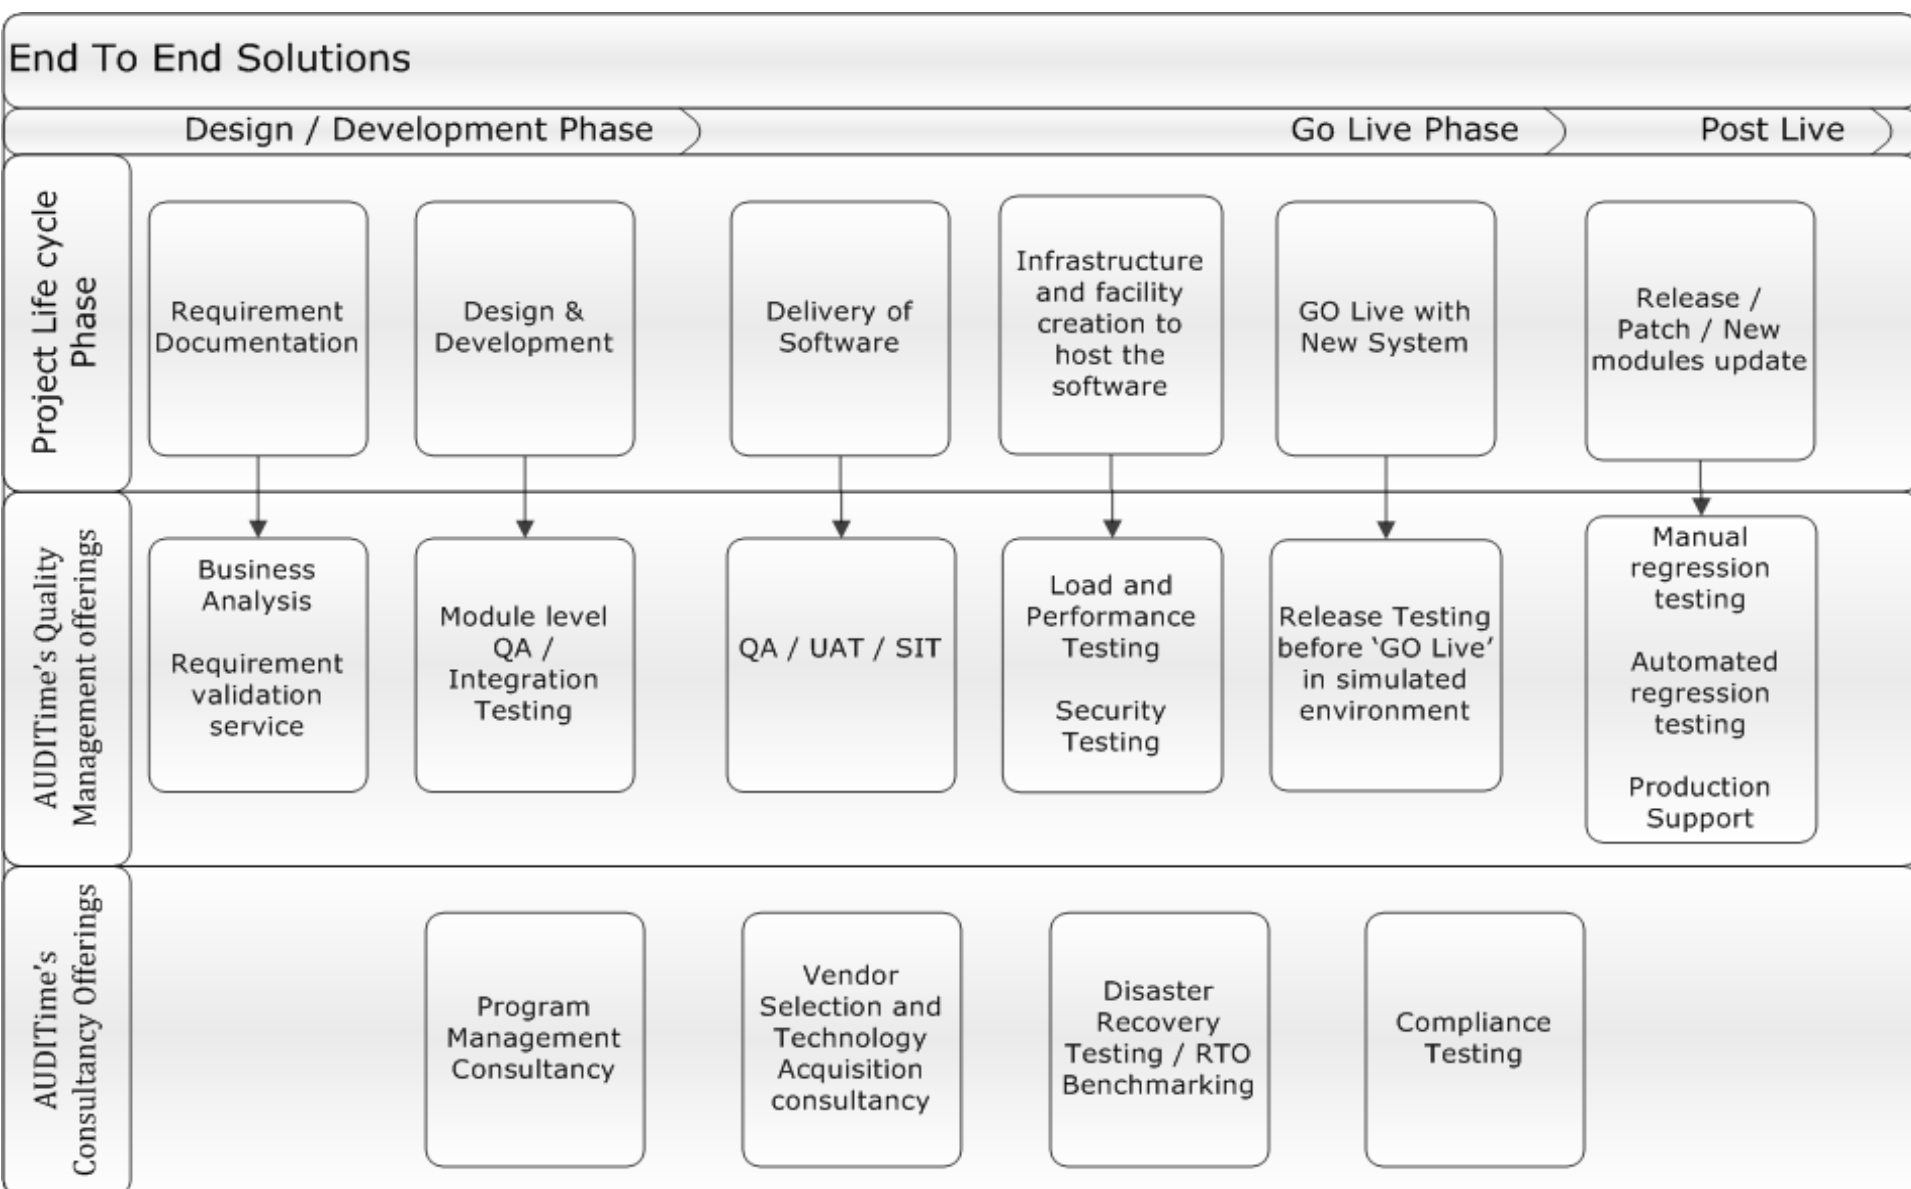 End To End Solutions
Design / Development Phase
Go Live Phase
Post Live
Project Life cycle
Phase
Requirement
Documentation
Design &
Development
Delivery of
Software
Infrastructure
and facility
creation to
host the
software
GO Live with
New System
Release /
Patch / New
modules update
AUDITime's Quality
Management offerings
Business
Analysis
Requirement
validation
service
Module level
QA /
Integration
Testing
QA / UAT / SIT
Load and
Performance
Testing
Security
Testing
Release Testing
before ‘GO Live’
in simulated
environment
Manual
regression
testing
Automated
regression
testing
Production
Support
AUDITime's
Consultancy Offerings
Program
Management
Consultancy
Vendor
Selection and
Technology
Acquisition
consultancy
Disaster
Recovery
Testing / RTO
Benchmarking
Compliance
Testing